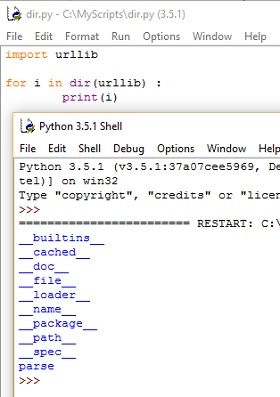 dir.py - C:\MyScripts\dir.py (3.5.1)
File Edit Format Run Options Window Help
import urllib
for i in dir(urllib) :
print(i)
Python 3.5.1 Shell
File Edit Shell Debug Options Window Help
Python 3.5.1 (v3.5.1:37a07cee5969, De
tel)] on win32
Type "copyright", "credits" or "licen
>>>
========================= RESTART: C:\
__builtins__
__cached__
__doc__
__file__
__loader__
__name__
__package__
__path__
__spec__
parse
>>>